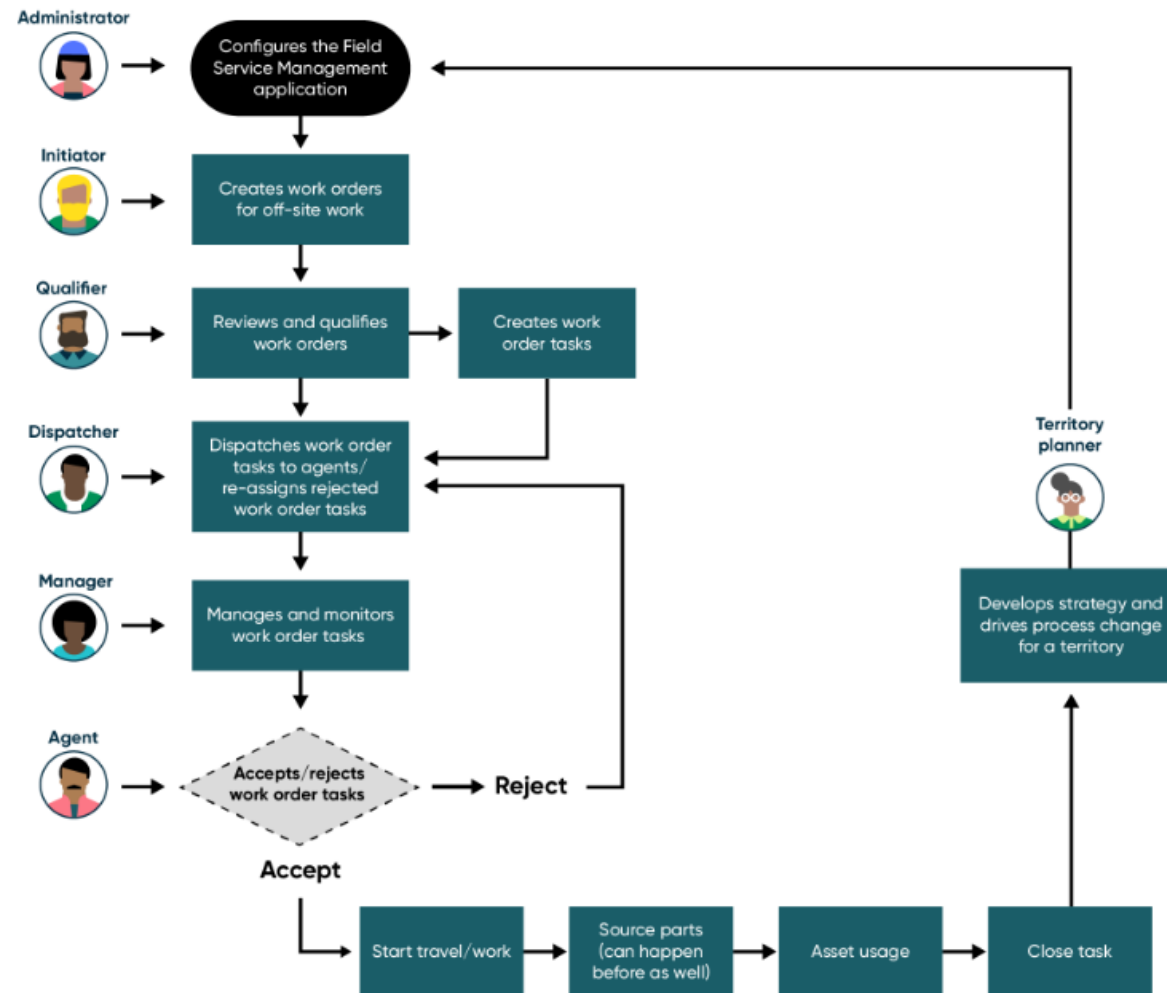 Administrator
Configures the Field
Service Management
application
Initiator
Creates work orders
for off-site work
Qualifier
Reviews and qualifies
work orders
Creates work
order tasks
Dispatcher
Dispatches work order
tasks to agents/
re-assigns rejected
work order tasks
Territory
planner
Manager
Manages and monitors
work order tasks
Develops strategy and
drives process change
for a territory
Agent
Accepts/rejects
work order tasks
Reject
Accept
Start travel/work
Source parts
(can happen
before as well)
Asset usage
Close task